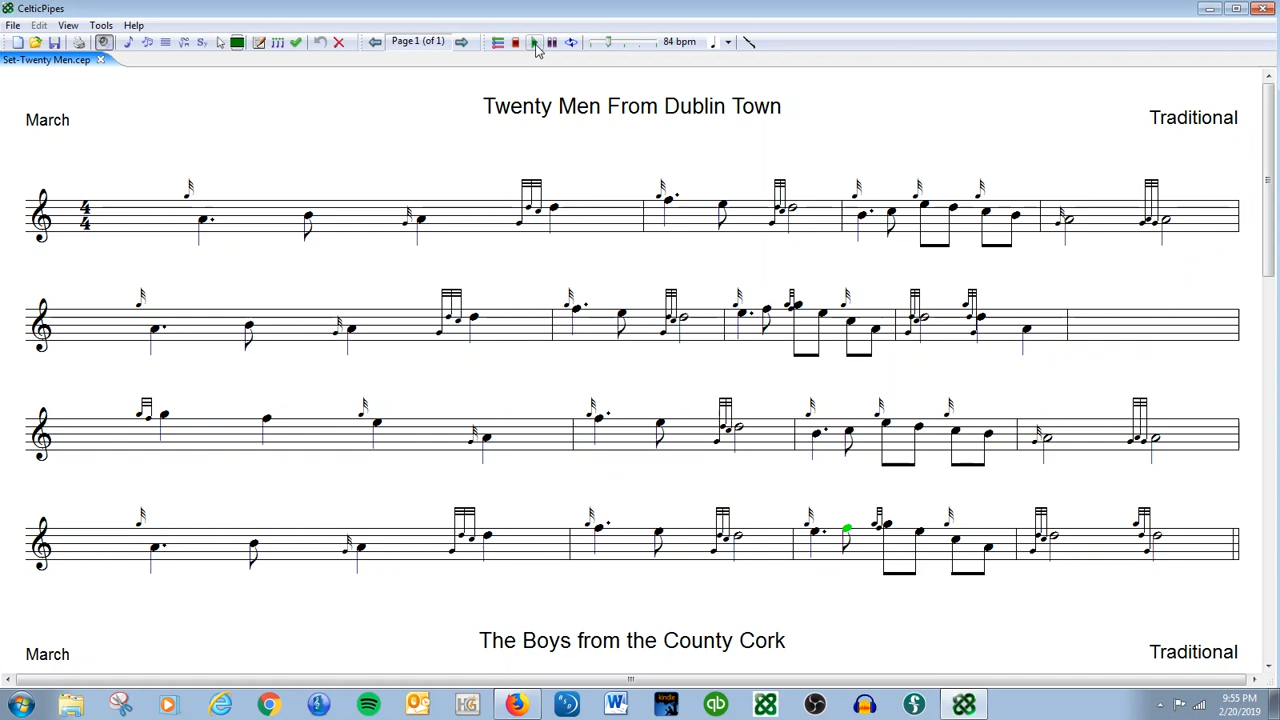 CelticPipes
File Edit View Tools Help
Page 1 (of 1) 84 bpm
Set-Twenty Men.cep
Twenty Men From Dublin Town
March
Traditional
4
4
The Boys from the County Cork
March
Traditional
9:55 PM
2/20/2019